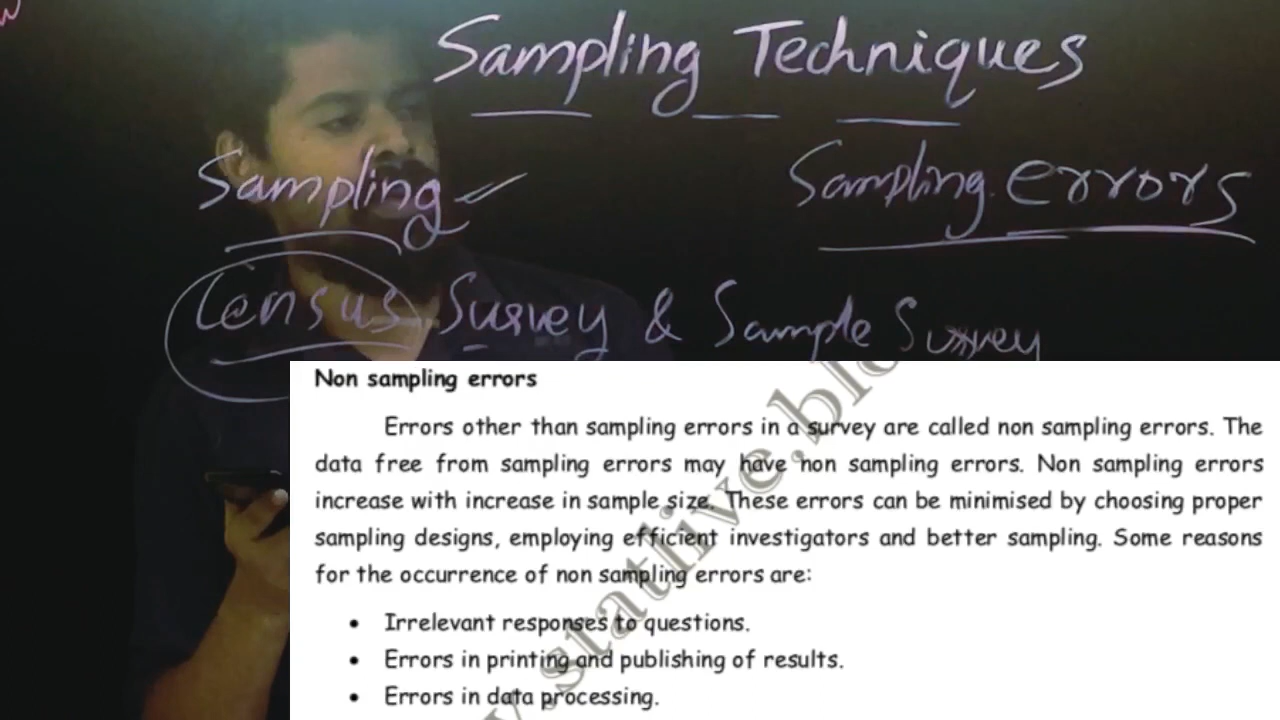 Sampling Techniques
Sampling
Sampling errors
Census Survey & Sample Survey
Non sampling errors
Errors other than sampling errors in a survey are called non sampling errors. The
data free from sampling errors may have non sampling errors. Non sampling errors
increase with increase in sample size. These errors can be minimised by choosing proper
sampling designs, employing efficient investigators and better sampling. Some reasons
for the occurrence of non sampling errors are:
• Irrelevant responses to questions.
• Errors in printing and publishing of results.
• Errors in data processing.
www.statlive.blo